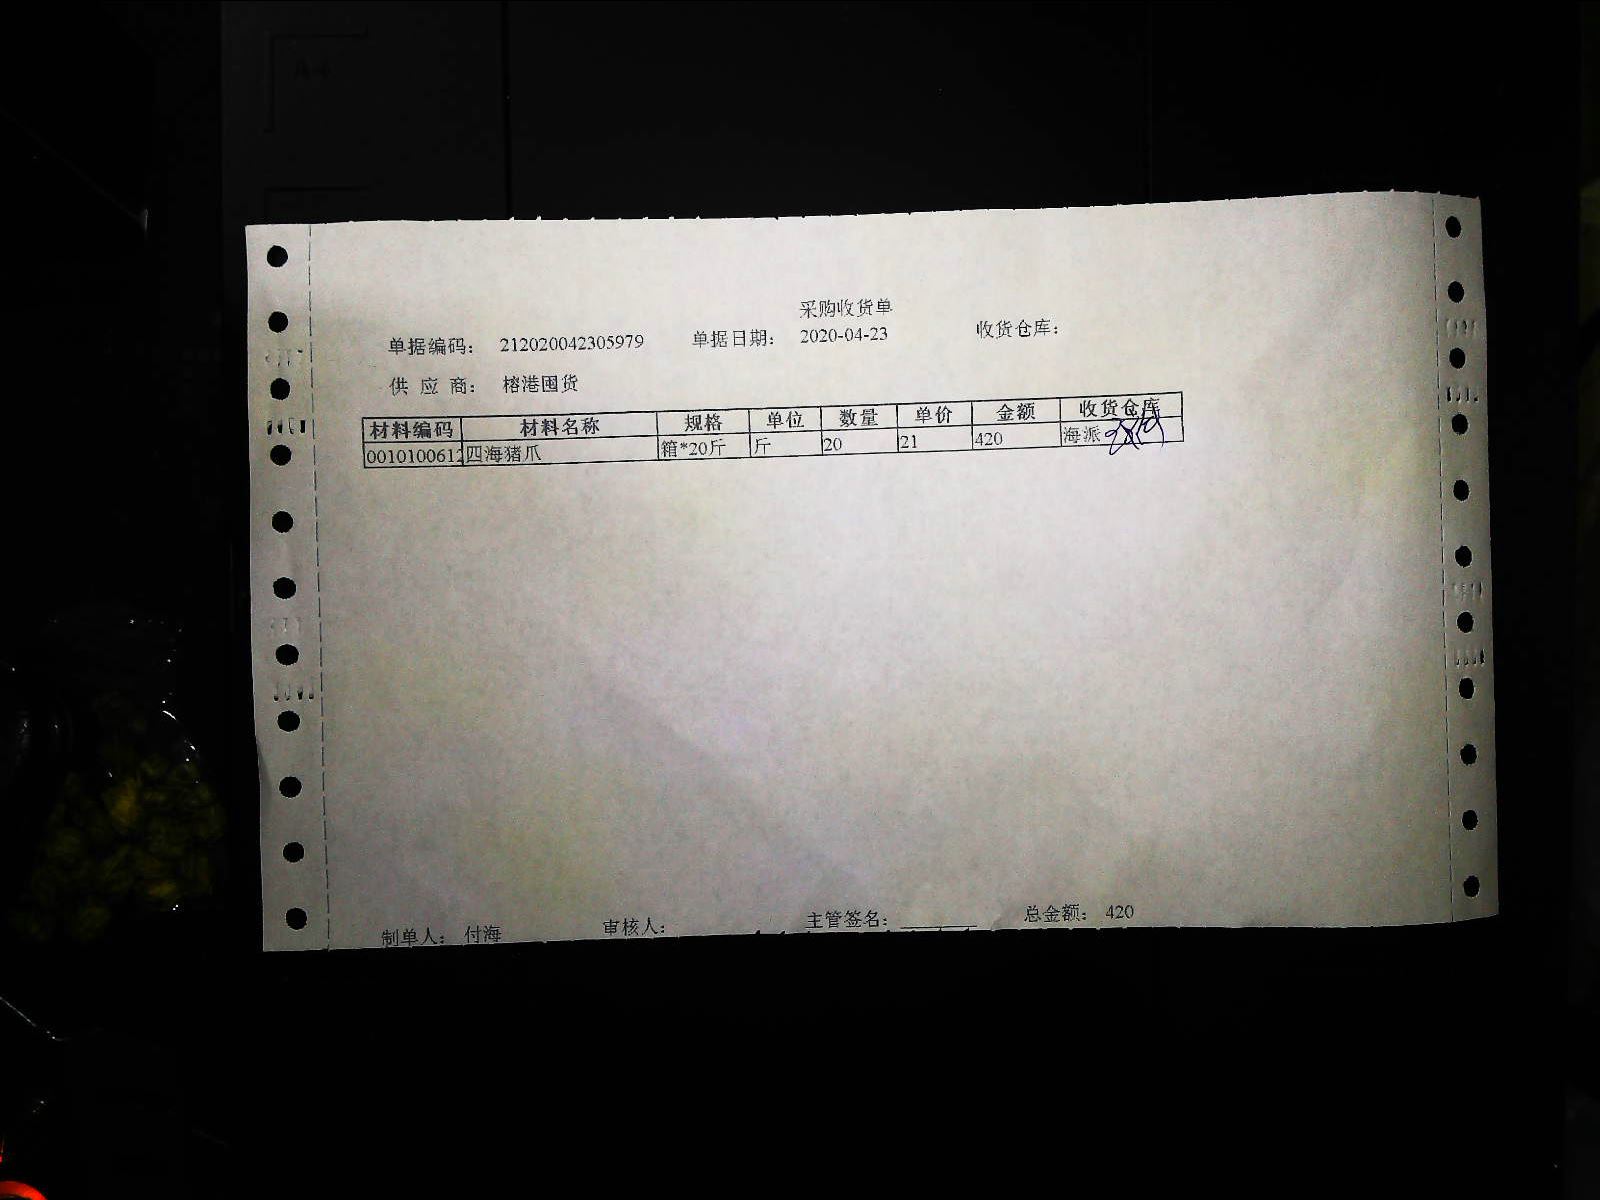 采购收货单
单据编码: 212020042305979 单据日期: 2020-04-23 收货仓库:
供 应 商: 榕港囤货
材料编码 材料名称 规格 单位 数量 单价 金额 收货仓库
0010100612 四海猪爪 箱*20斤 斤 20 21 420 海派
制单人: 付海 审核人: 主管签名: 总金额: 420